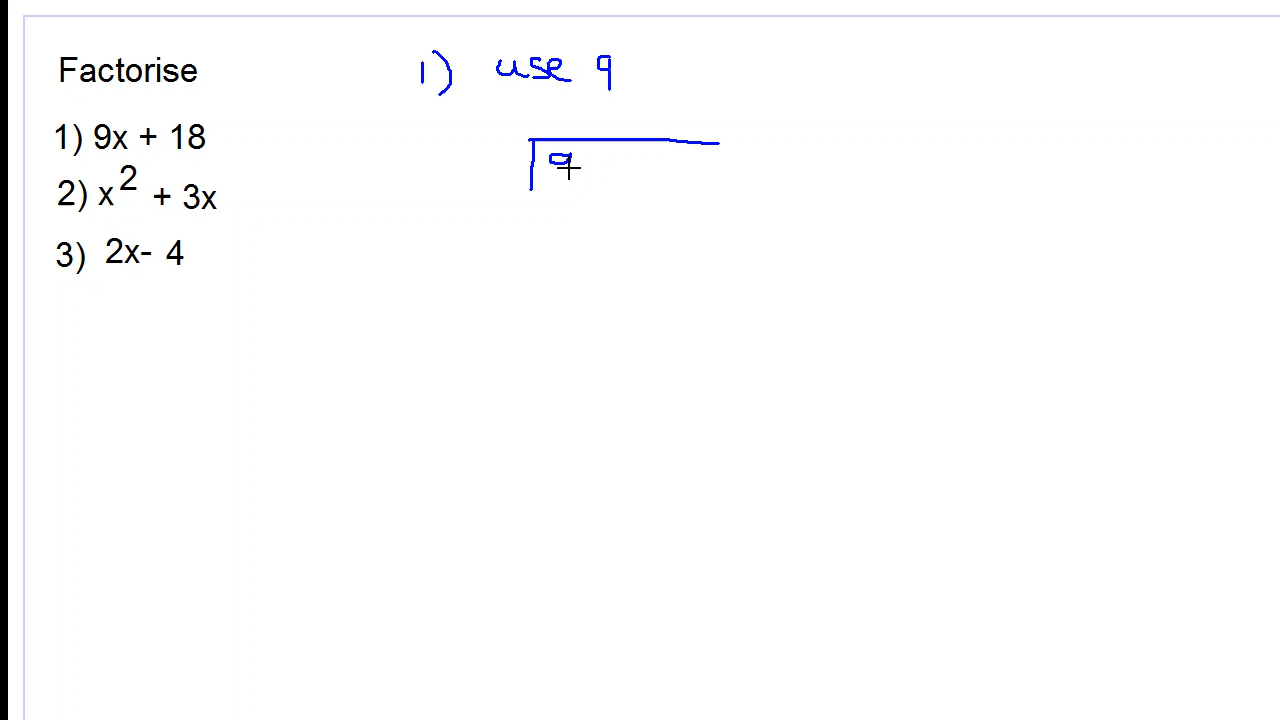 Factorise
1) use 9
1) 9x + 18
9
2) x² + 3x
3) 2x- 4